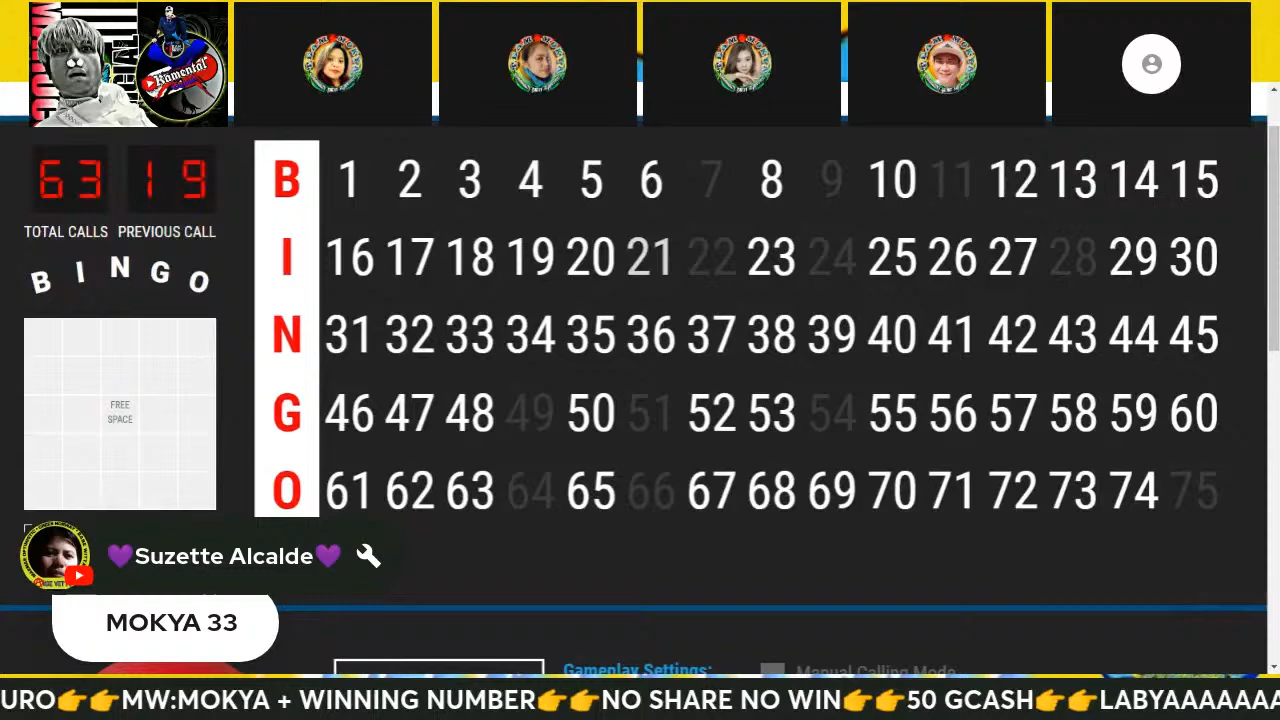 Ramental
63 19
TOTAL CALLS PREVIOUS CALL
BINGO
FREE
SPACE
B 1 2 3 4 5 6 7 8 9 10 11 12 13 14 15
I 16 17 18 19 20 21 22 23 24 25 26 27 28 29 30
N 31 32 33 34 35 36 37 38 39 40 41 42 43 44 45
G 46 47 48 49 50 51 52 53 54 55 56 57 58 59 60
O 61 62 63 64 65 66 67 68 69 70 71 72 73 74 75
💜Suzette Alcalde💜
MOKYA 33
Gameplay Settings: Manual Calling Mode
URO👉👉MW:MOKYA + WINNING NUMBER👉👉NO SHARE NO WIN👉👉50 GCASH👉👉LABYAAAAAAA